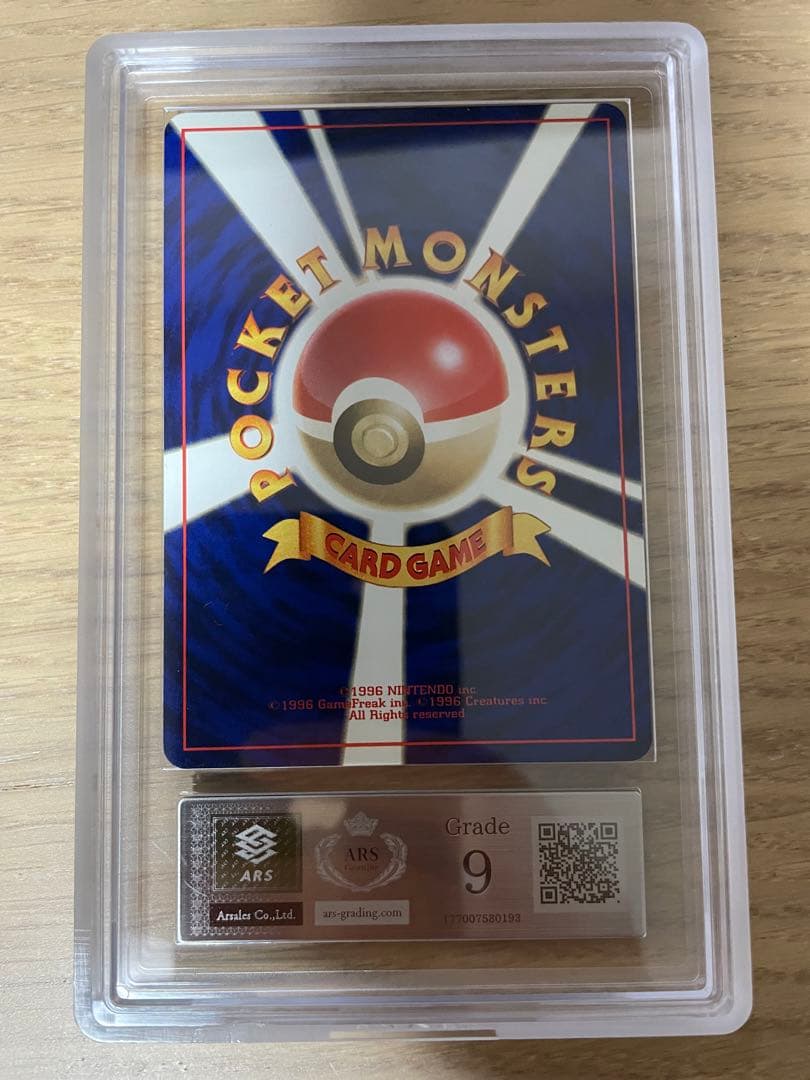 POCKET MONSTERS
CARD GAME
©1996 NINTENDO inc
©1996 GameFreak inc. ©1996 Creatures inc
All Rights reserved
ARS
Arsales Co.,Ltd.
ARS
ars-grading.com
Grade
9
177007580193